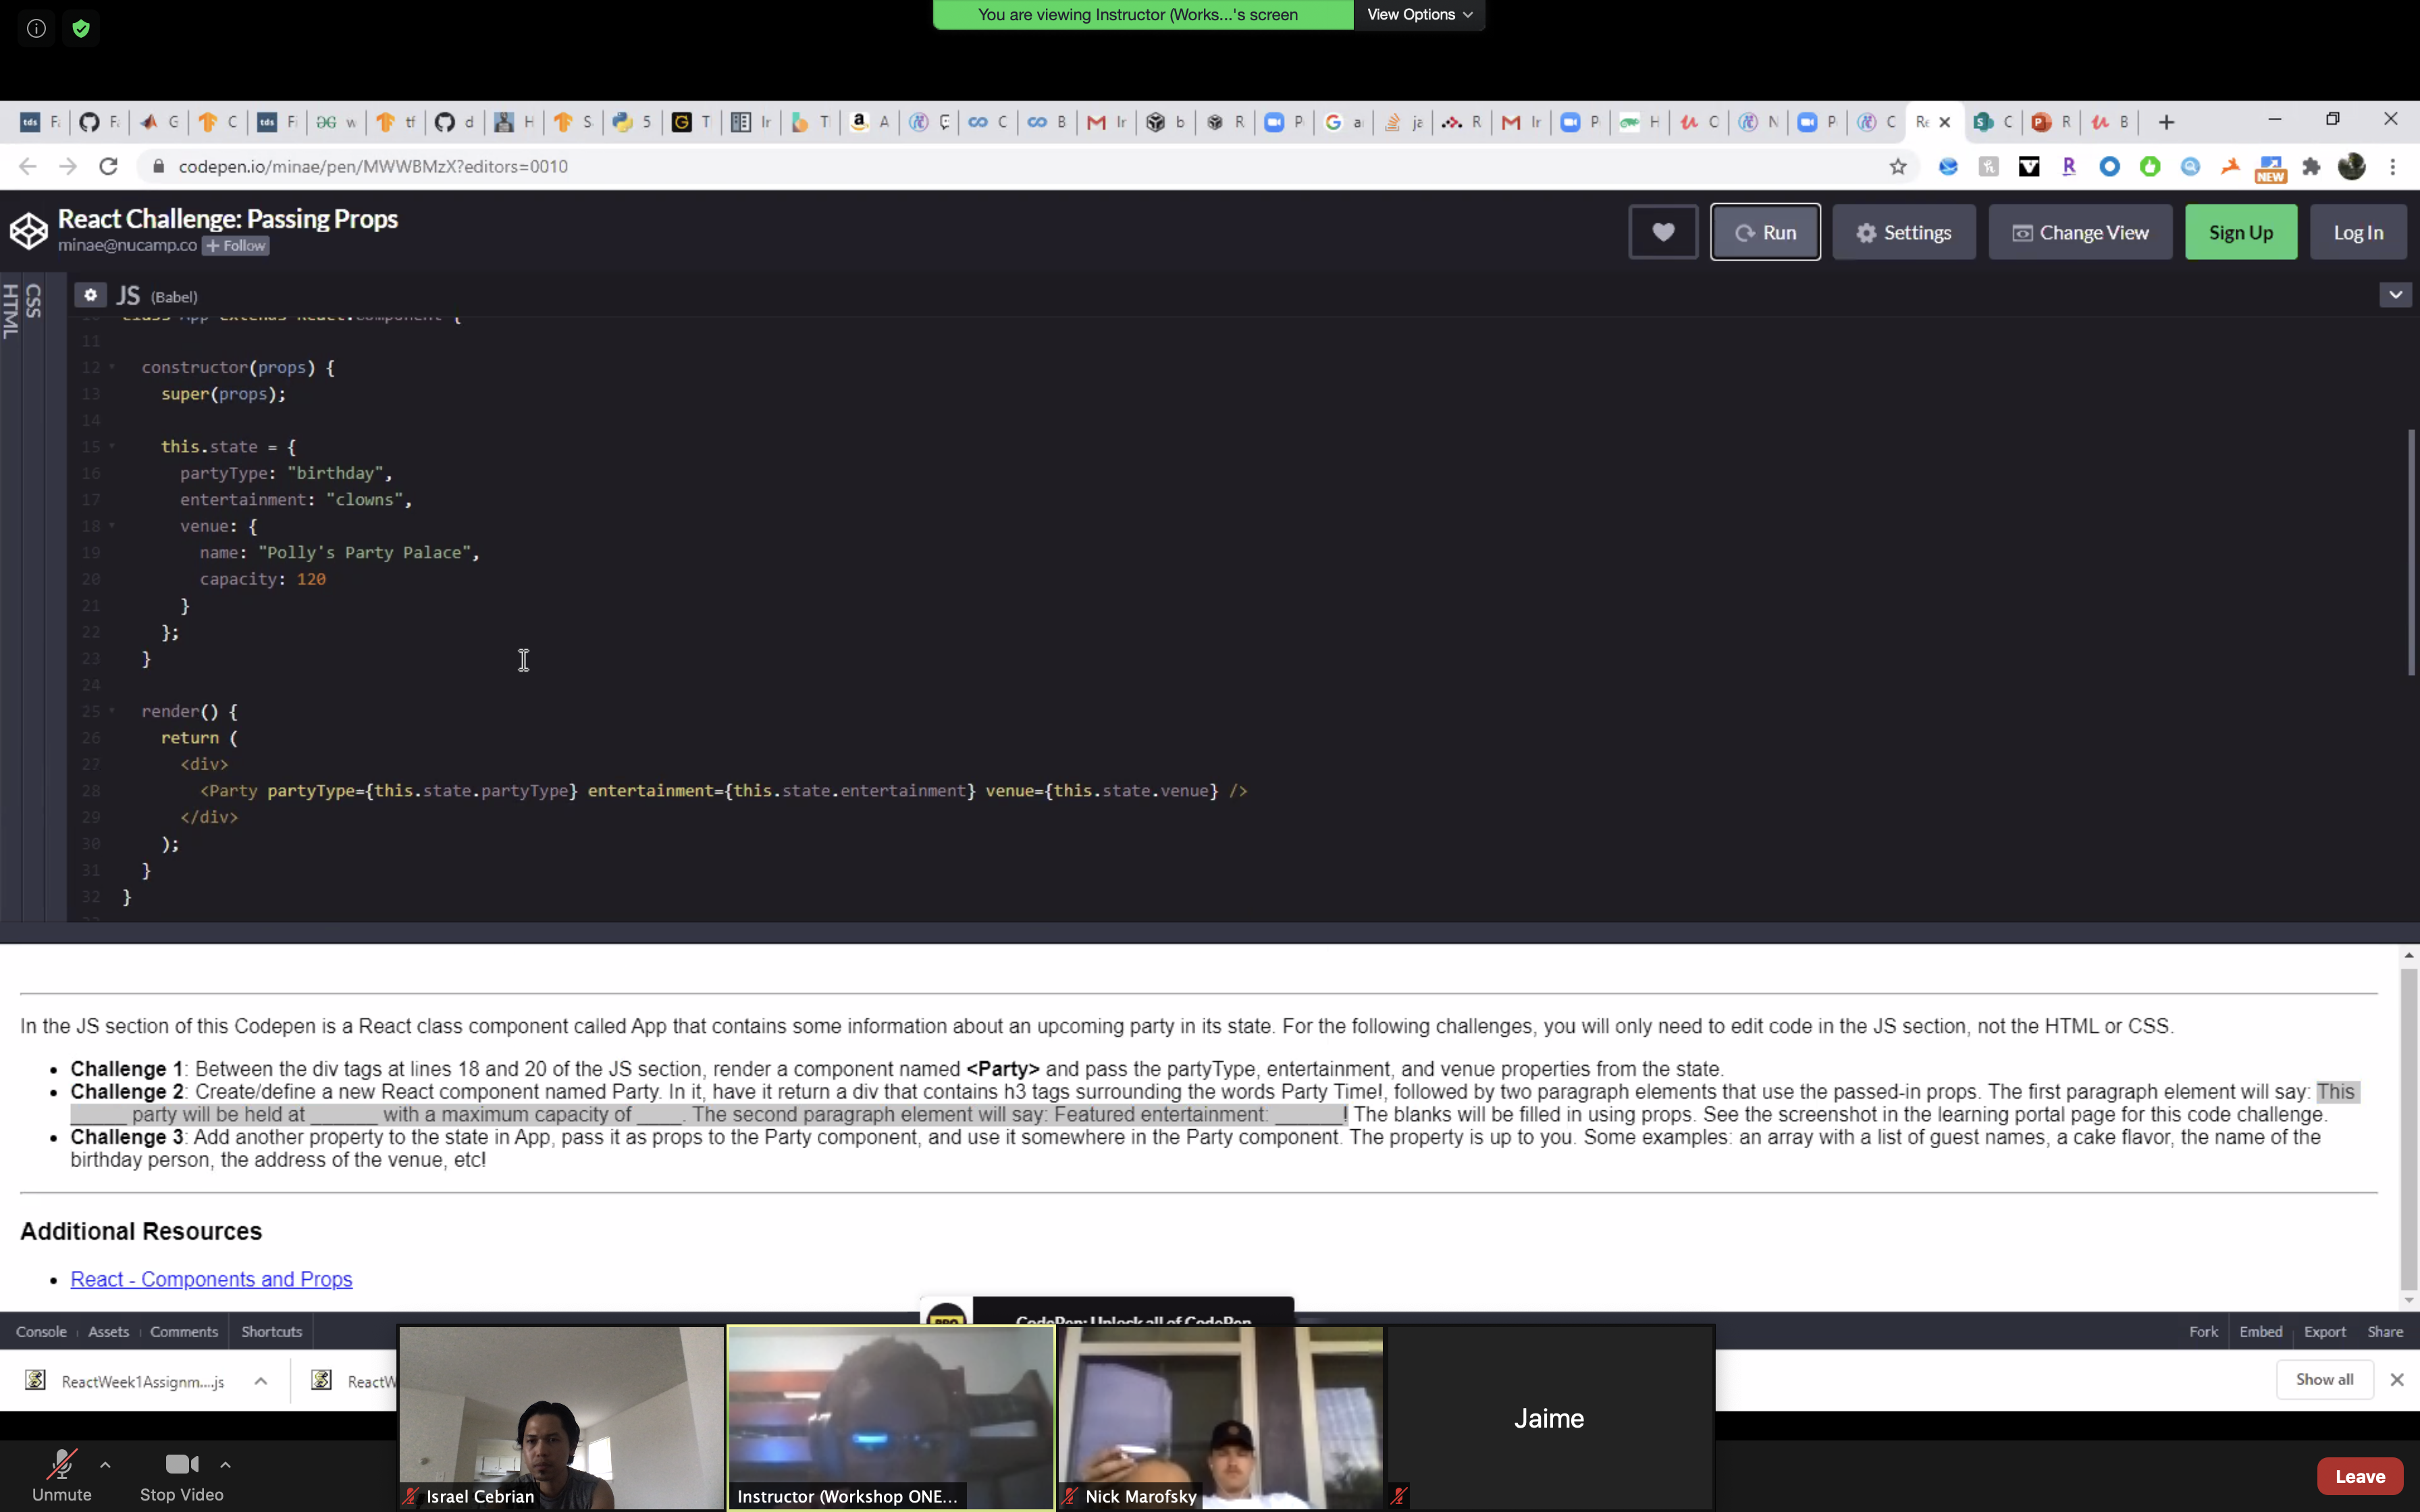 You are viewing Instructor (Works...'s screen
View Options
codepen.io/minae/pen/MWWBMzX?editors=0010
NEW
React Challenge: Passing Props
minae@nucamp.co + Follow
Run
Settings
Change View
Sign Up
Log In
HTML
CSS
JS (Babel)
class App extends React.Component {
11
12 constructor(props) {
13 super(props);
14
15 this.state = {
16 partyType: "birthday",
17 entertainment: "clowns",
18 venue: {
19 name: "Polly's Party Palace",
20 capacity: 120
21 }
22 };
23 }
24
25 render() {
26 return (
27 <div>
28 <Party partyType={this.state.partyType} entertainment={this.state.entertainment} venue={this.state.venue} />
29 </div>
30 );
31 }
32 }
In the JS section of this Codepen is a React class component called App that contains some information about an upcoming party in its state. For the following challenges, you will only need to edit code in the JS section, not the HTML or CSS.
• Challenge 1: Between the div tags at lines 18 and 20 of the JS section, render a component named <Party> and pass the partyType, entertainment, and venue properties from the state.
• Challenge 2: Create/define a new React component named Party. In it, have it return a div that contains h3 tags surrounding the words Party Time!, followed by two paragraph elements that use the passed-in props. The first paragraph element will say: This
_____ party will be held at ______ with a maximum capacity of ____. The second paragraph element will say: Featured entertainment: ______! The blanks will be filled in using props. See the screenshot in the learning portal page for this code challenge.
• Challenge 3: Add another property to the state in App, pass it as props to the Party component, and use it somewhere in the Party component. The property is up to you. Some examples: an array with a list of guest names, a cake flavor, the name of the
birthday person, the address of the venue, etc!
Additional Resources
• React - Components and Props
CodePen: Unlock all of CodePen
Console Assets Comments Shortcuts
Fork Embed Export Share
ReactWeek1Assignm....js
ReactW
Show all
Jaime
Israel Cebrian
Instructor (Workshop ONE...
Nick Marofsky
Unmute
Stop Video
Leave